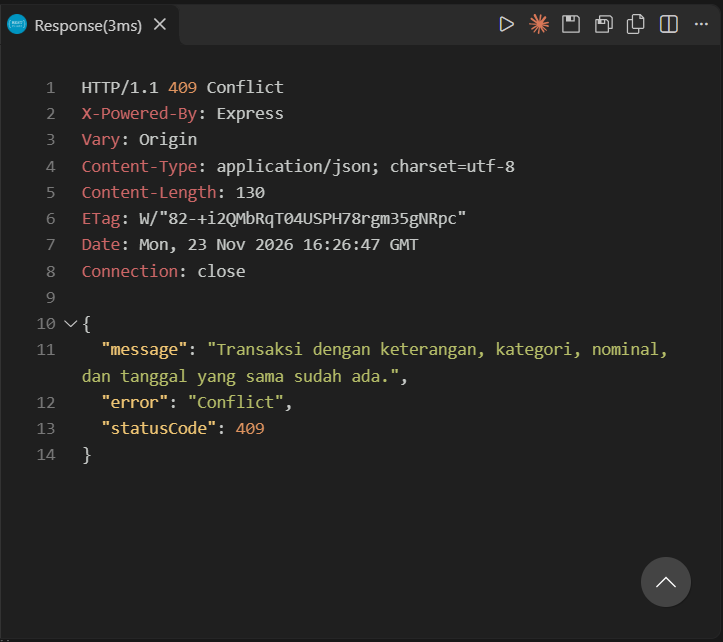 Response(3ms)
1 HTTP/1.1 409 Conflict
2 X-Powered-By: Express
3 Vary: Origin
4 Content-Type: application/json; charset=utf-8
5 Content-Length: 130
6 ETag: W/"82-+i2QMbRqT04USPH78rgm35gNRpc"
7 Date: Mon, 23 Nov 2026 16:26:47 GMT
8 Connection: close
9
10 {
11 "message": "Transaksi dengan keterangan, kategori, nominal,
dan tanggal yang sama sudah ada.",
12 "error": "Conflict",
13 "statusCode": 409
14 }